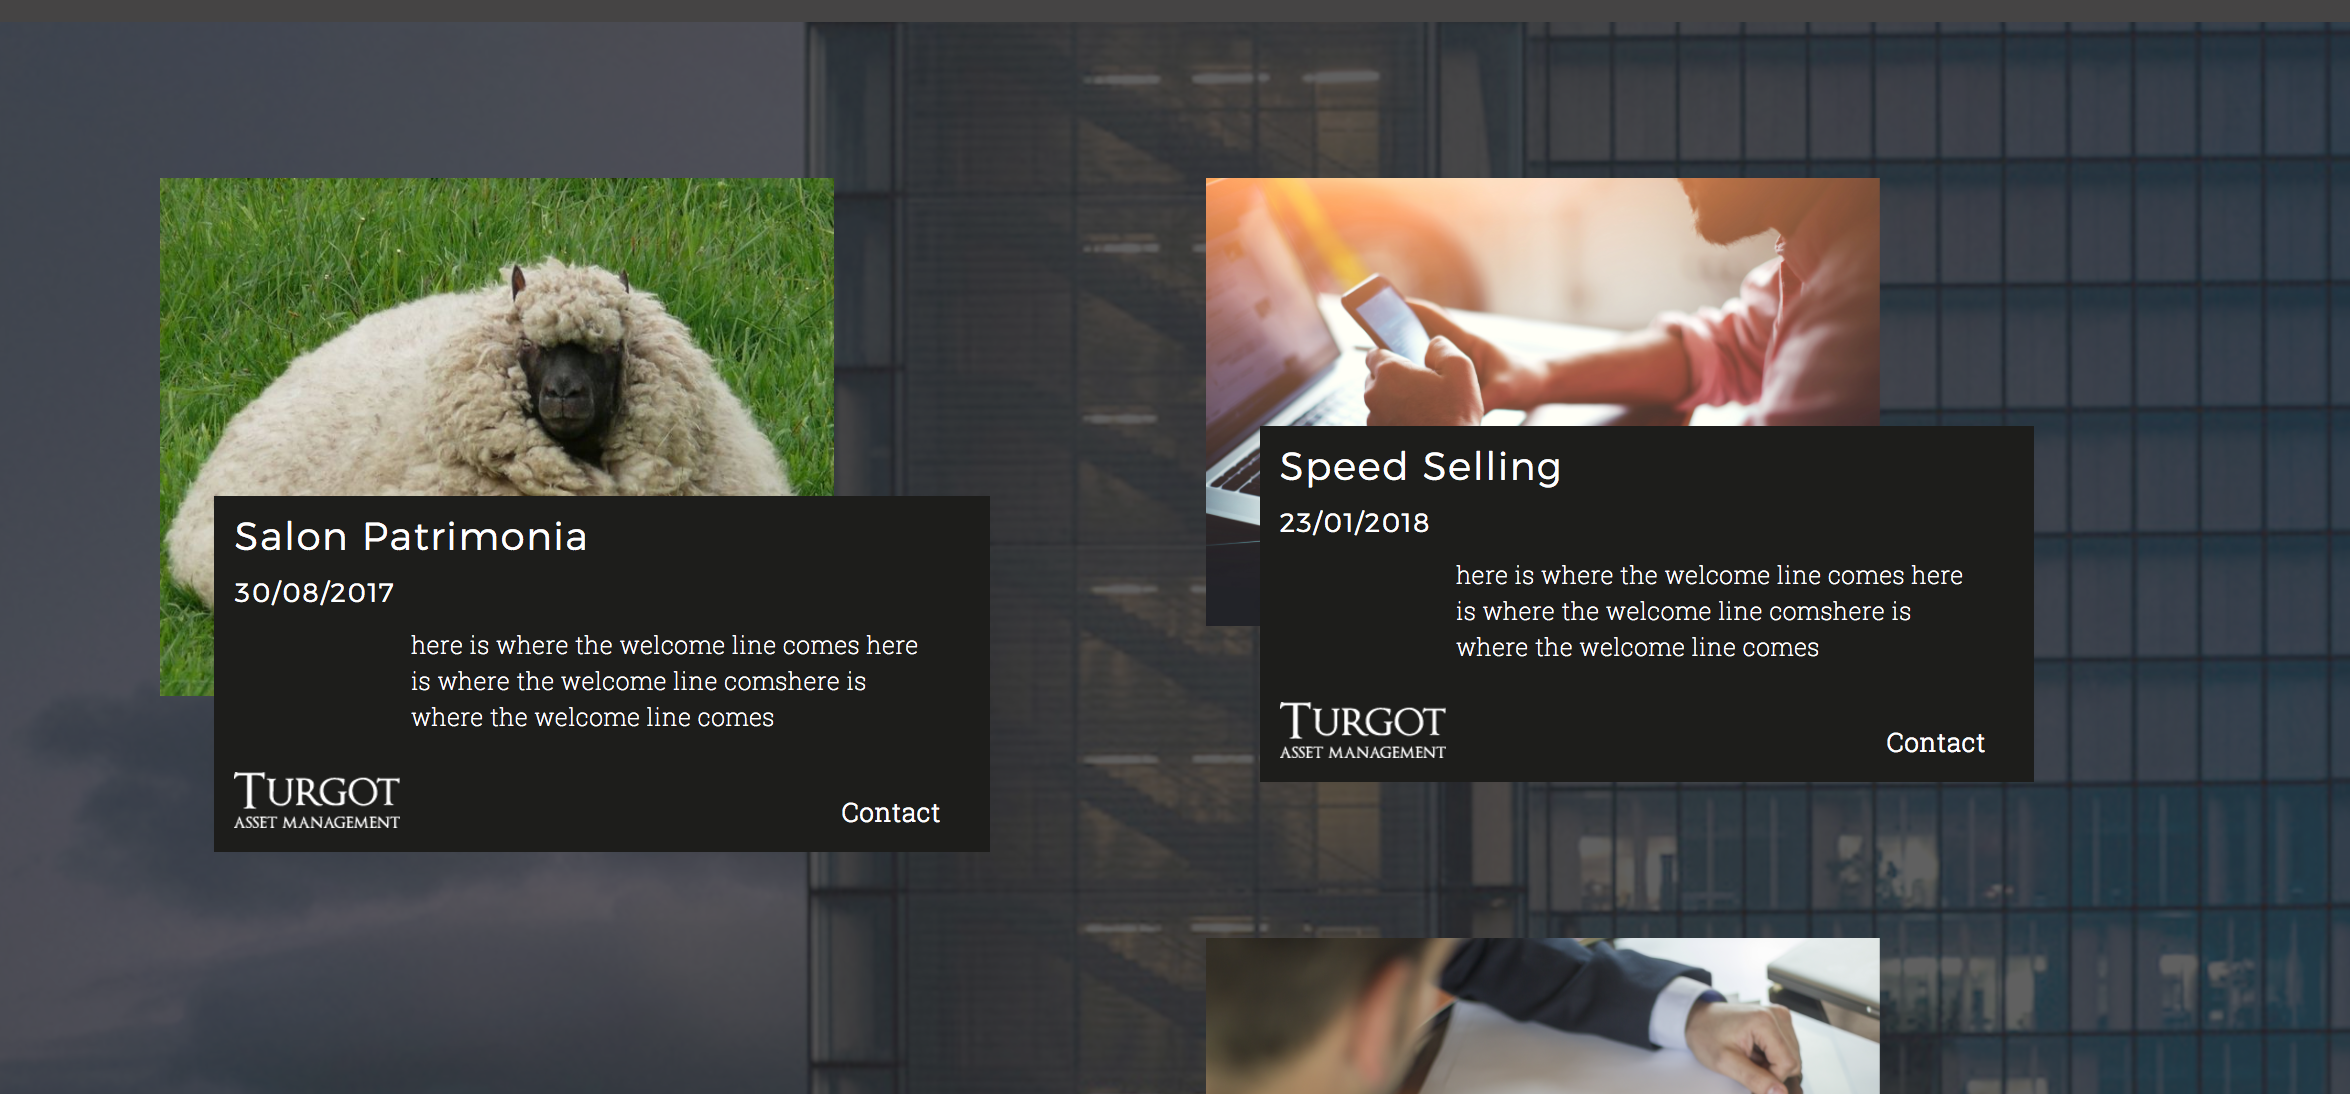 Salon Patrimonia
30/08/2017
here is where the welcome line comes here
is where the welcome line comshere is
where the welcome line comes
TURGOT
ASSET MANAGEMENT
Contact
Speed Selling
23/01/2018
here is where the welcome line comes here
is where the welcome line comshere is
where the welcome line comes
TURGOT
ASSET MANAGEMENT
Contact